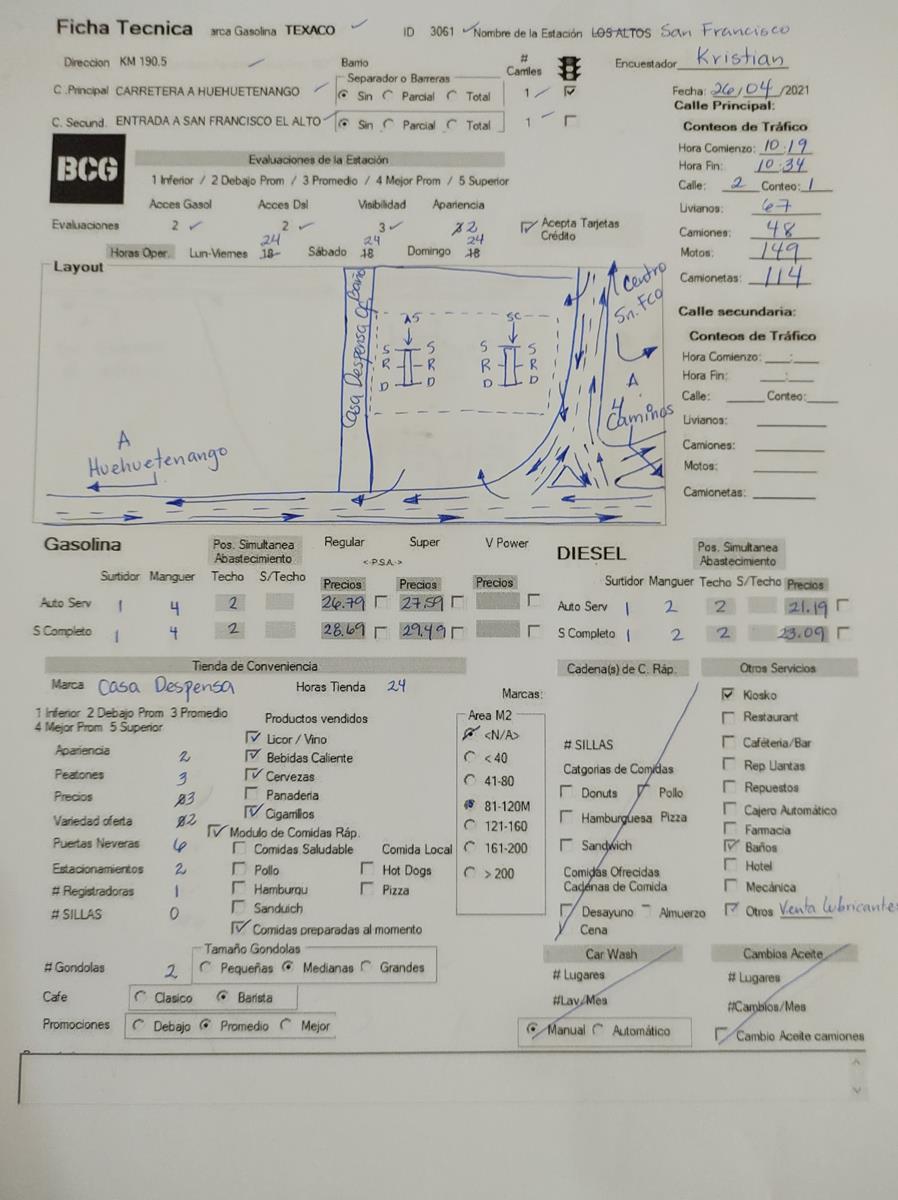 Ficha Tecnica arca Gasolina TEXACO ID 3061 Nombre de la Estación LOS ALTOS San Francisco
Direccion KM 190.5 Barrio # Carriles Encuestador Kristian
Separador o Barreras
C .Principal CARRETERA A HUEHUETENANGO Sin Parcial Total 1 Fecha: 26/04/2021
Calle Principal:
C. Secund. ENTRADA A SAN FRANCISCO EL ALTO Sin Parcial Total 1
Conteos de Tráfico
Hora Comienzo: 10:19
Hora Fin: 10:34
Calle: 2 Conteo: 1
Livianos: 67
Camiones: 48
Motos: 149
Camionetas: 114
BCG
Evaluaciones de la Estación
1 Inferior / 2 Debajo Prom / 3 Promedio / 4 Mejor Prom / 5 Superior
Acces Gasol Acces Dsl Visibilidad Apariencia
Evaluaciones 2 2 3 2 Acepta Tarjetas Crédito
24 24 24
Horas Oper. Lun-Viernes 18 Sábado 18 Domingo 18
Layout
Casa Despensa Of. baño
AS SC
S S S S
R R R R
D D D D
Centro
Sn. Fco
A
4
Caminos
A
Huehuetenango
Calle secundaria:
Conteos de Tráfico
Hora Comienzo: :
Hora Fin: :
Calle: Conteo:
Livianos:
Camiones:
Motos:
Camionetas:
Gasolina Pos. Simultanea Abastecimiento Regular Super V Power
<-P.S.A.->
Surtidor Manguer Techo S/Techo Precios Precios Precios
Auto Serv 1 4 2 26.79 27.59
S Completo 1 4 2 28.69 29.49
DIESEL Pos. Simultanea Abastecimiento
Surtidor Manguer Techo S/Techo Precios
Auto Serv 1 2 2 21.19
S Completo 1 2 2 23.09
Tienda de Conveniencia
Marca Casa Despensa Horas Tienda 24
1 Inferior 2 Debajo Prom 3 Promedio
4 Mejor Prom 5 Superior
Apariencia 2
Peatones 3
Precios 3
Variedad oferta 2
Puertas Neveras 6
Estacionamientos 2
# Registradoras 1
# SILLAS 0
Productos vendidos
Licor / Vino
Bebidas Caliente
Cervezas
Panaderia
Cigarrillos
Modulo de Comidas Ráp.
Comidas Saludable Comida Local
Pollo Hot Dogs
Hamburqu Pizza
Sanduich
Comidas preparadas al momento
Marcas:
Area M2
<N/A>
< 40
41-80
81-120M
121-160
161-200
> 200
# Gondolas 2 Tamaño Gondolas
Pequeñas Medianas Grandes
Cafe Clasico Barista
Promociones Debajo Promedio Mejor
Cadena(s) de C. Ráp.
# SILLAS
Catgorias de Comidas
Donuts Pollo
Hamburguesa Pizza
Sandwich
Comidas Ofrecidas
Cadenas de Comida
Desayuno Almuerzo
Cena
Otros Servicios
Kiosko
Restaurant
Caféteria/Bar
Rep Llantas
Repuestos
Cajero Automático
Farmacia
Baños
Hotel
Mecánica
Otros Venta Lubricantes
Car Wash
# Lugares
#Lav/Mes
Manual Automático
Cambios Aceite
# Lugares
#Cambios/Mes
Cambio Aceite camiones